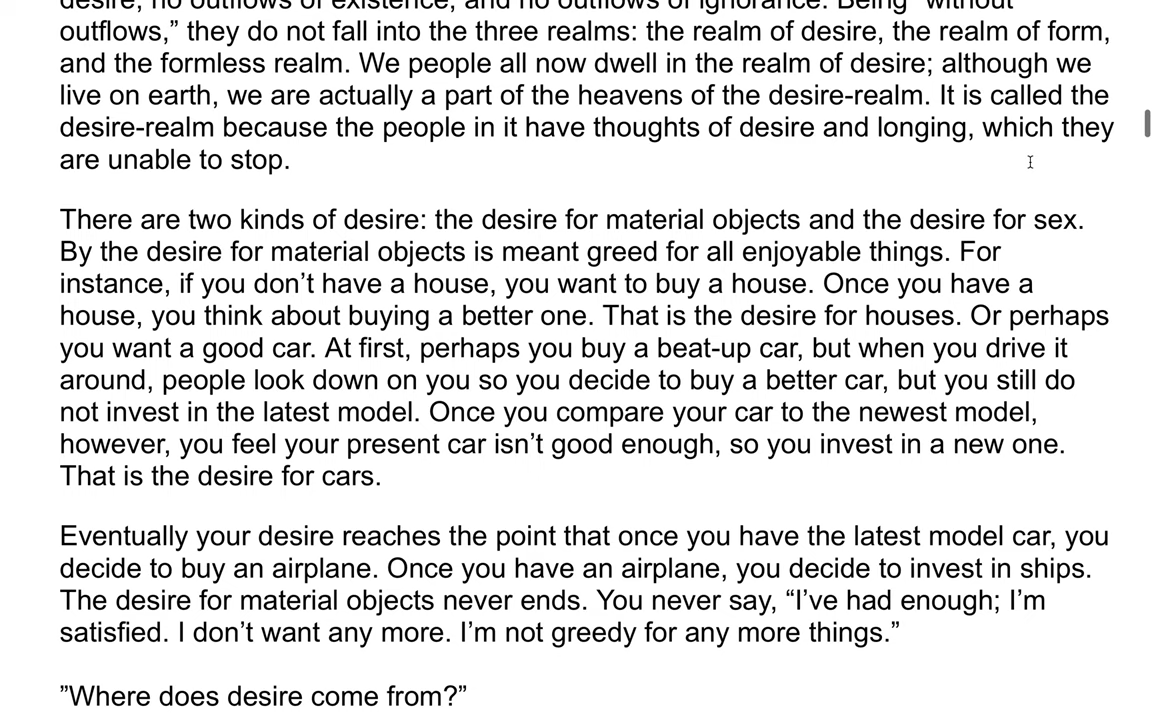 desire, no outflows of existence, and no outflows of ignorance. Being “without
outflows,” they do not fall into the three realms: the realm of desire, the realm of form,
and the formless realm. We people all now dwell in the realm of desire; although we
live on earth, we are actually a part of the heavens of the desire-realm. It is called the
desire-realm because the people in it have thoughts of desire and longing, which they
are unable to stop.
There are two kinds of desire: the desire for material objects and the desire for sex.
By the desire for material objects is meant greed for all enjoyable things. For
instance, if you don’t have a house, you want to buy a house. Once you have a
house, you think about buying a better one. That is the desire for houses. Or perhaps
you want a good car. At first, perhaps you buy a beat-up car, but when you drive it
around, people look down on you so you decide to buy a better car, but you still do
not invest in the latest model. Once you compare your car to the newest model,
however, you feel your present car isn’t good enough, so you invest in a new one.
That is the desire for cars.
Eventually your desire reaches the point that once you have the latest model car, you
decide to buy an airplane. Once you have an airplane, you decide to invest in ships.
The desire for material objects never ends. You never say, “I’ve had enough; I’m
satisfied. I don’t want any more. I’m not greedy for any more things.”
”Where does desire come from?”